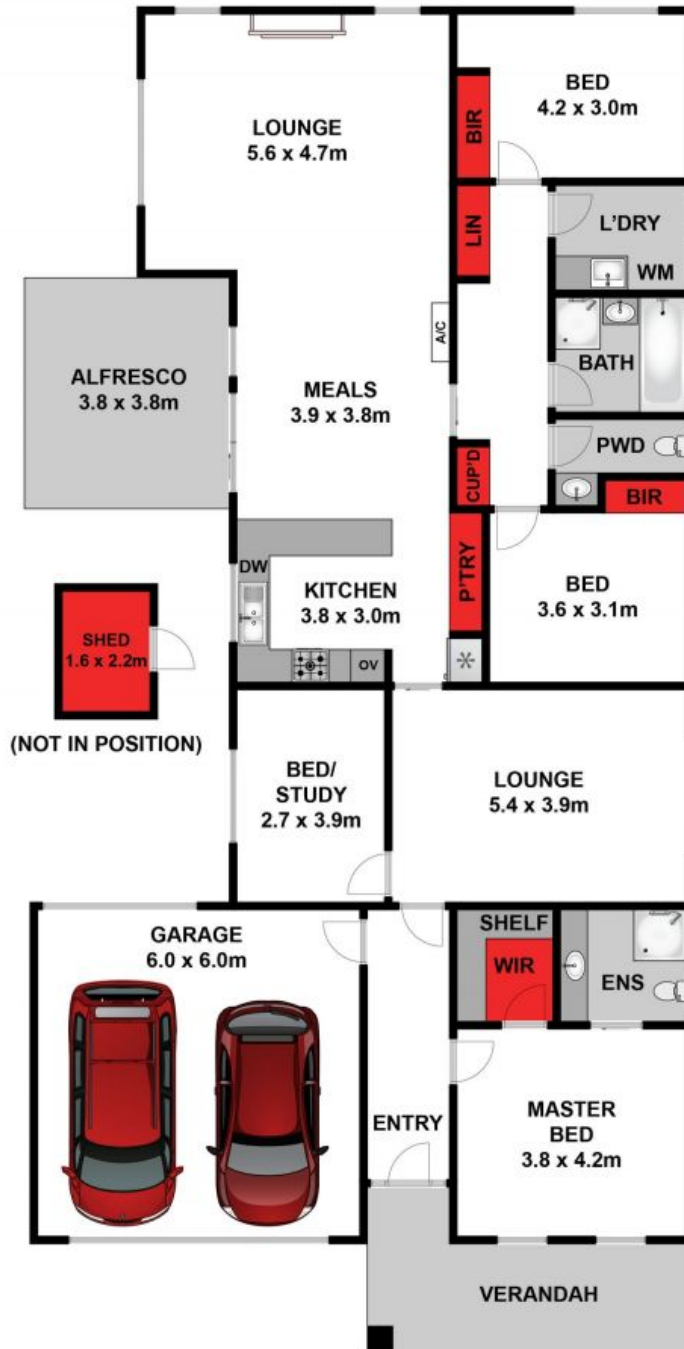 LOUNGE
5.6 x 4.7m
BIR
BED
4.2 x 3.0m
LIN
L'DRY
WM
A/C
BATH
ALFRESCO
3.8 x 3.8m
MEALS
3.9 x 3.8m
CUP'D
PWD
BIR
DW
KITCHEN
3.8 x 3.0m
P'TRY
BED
3.6 x 3.1m
OV
SHED
1.6 x 2.2m
(NOT IN POSITION)
BED/
STUDY
2.7 x 3.9m
LOUNGE
5.4 x 3.9m
GARAGE
6.0 x 6.0m
SHELF
WIR
ENS
ENTRY
MASTER
BED
3.8 x 4.2m
VERANDAH